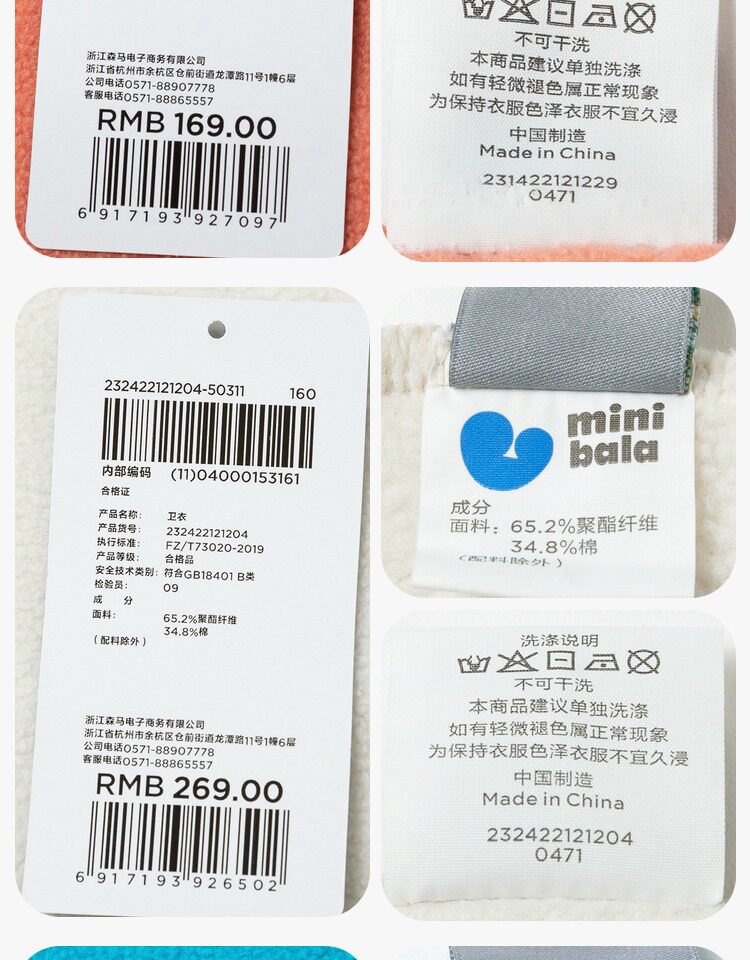 浙江森马电子商务有限公司
浙江省杭州市余杭区仓前街道龙潭路11号1幢6层
公司电话0571-88907778
客服电话0571-88865557
RMB 169.00
6 917193 927097
不可干洗
本商品建议单独洗涤
如有轻微褪色属正常现象
为保持衣服色泽衣服不宜久浸
中国制造
Made in China
231422121229
0471
232422121204-50311 160
内部编码 (11)04000153161
合格证
产品名称: 卫衣
产品货号: 232422121204
执行标准: FZ/T73020-2019
产品等级: 合格品
安全技术类别: 符合GB18401 B类
检验员: 09
成 分
面料: 65.2%聚酯纤维
34.8%棉
(配料除外)
浙江森马电子商务有限公司
浙江省杭州市余杭区仓前街道龙潭路11号1幢6层
公司电话0571-88907778
客服电话0571-88865557
RMB 269.00
6 917193 926502
mini
bala
成分
面料: 65.2%聚酯纤维
34.8%棉
(配料除外)
洗涤说明
不可干洗
本商品建议单独洗涤
如有轻微褪色属正常现象
为保持衣服色泽衣服不宜久浸
中国制造
Made in China
232422121204
0471